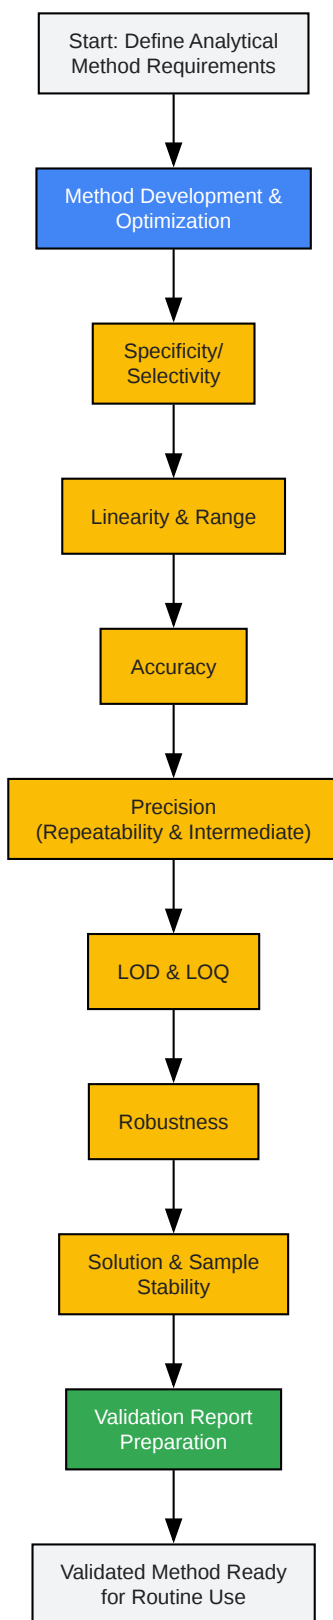 Start: Define Analytical
Method Requirements
Method Development &
Optimization
Specificity/
Selectivity
Linearity & Range
Accuracy
Precision
(Repeatability & Intermediate)
LOD & LOQ
Robustness
Solution & Sample
Stability
Validation Report
Preparation
Validated Method Ready
for Routine Use